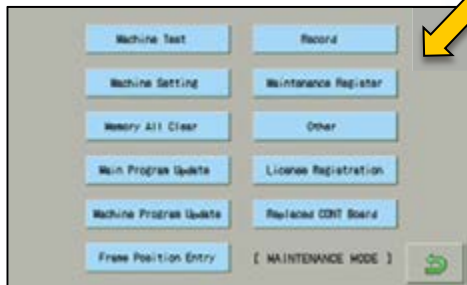 Machine Test
Record
Machine Setting
Maintenance Register
Memory All Clear
Other
Main Program Update
License Registration
Machine Program Update
Replaced CONT Board
Frame Position Entry
[ MAINTENANCE MODE ]